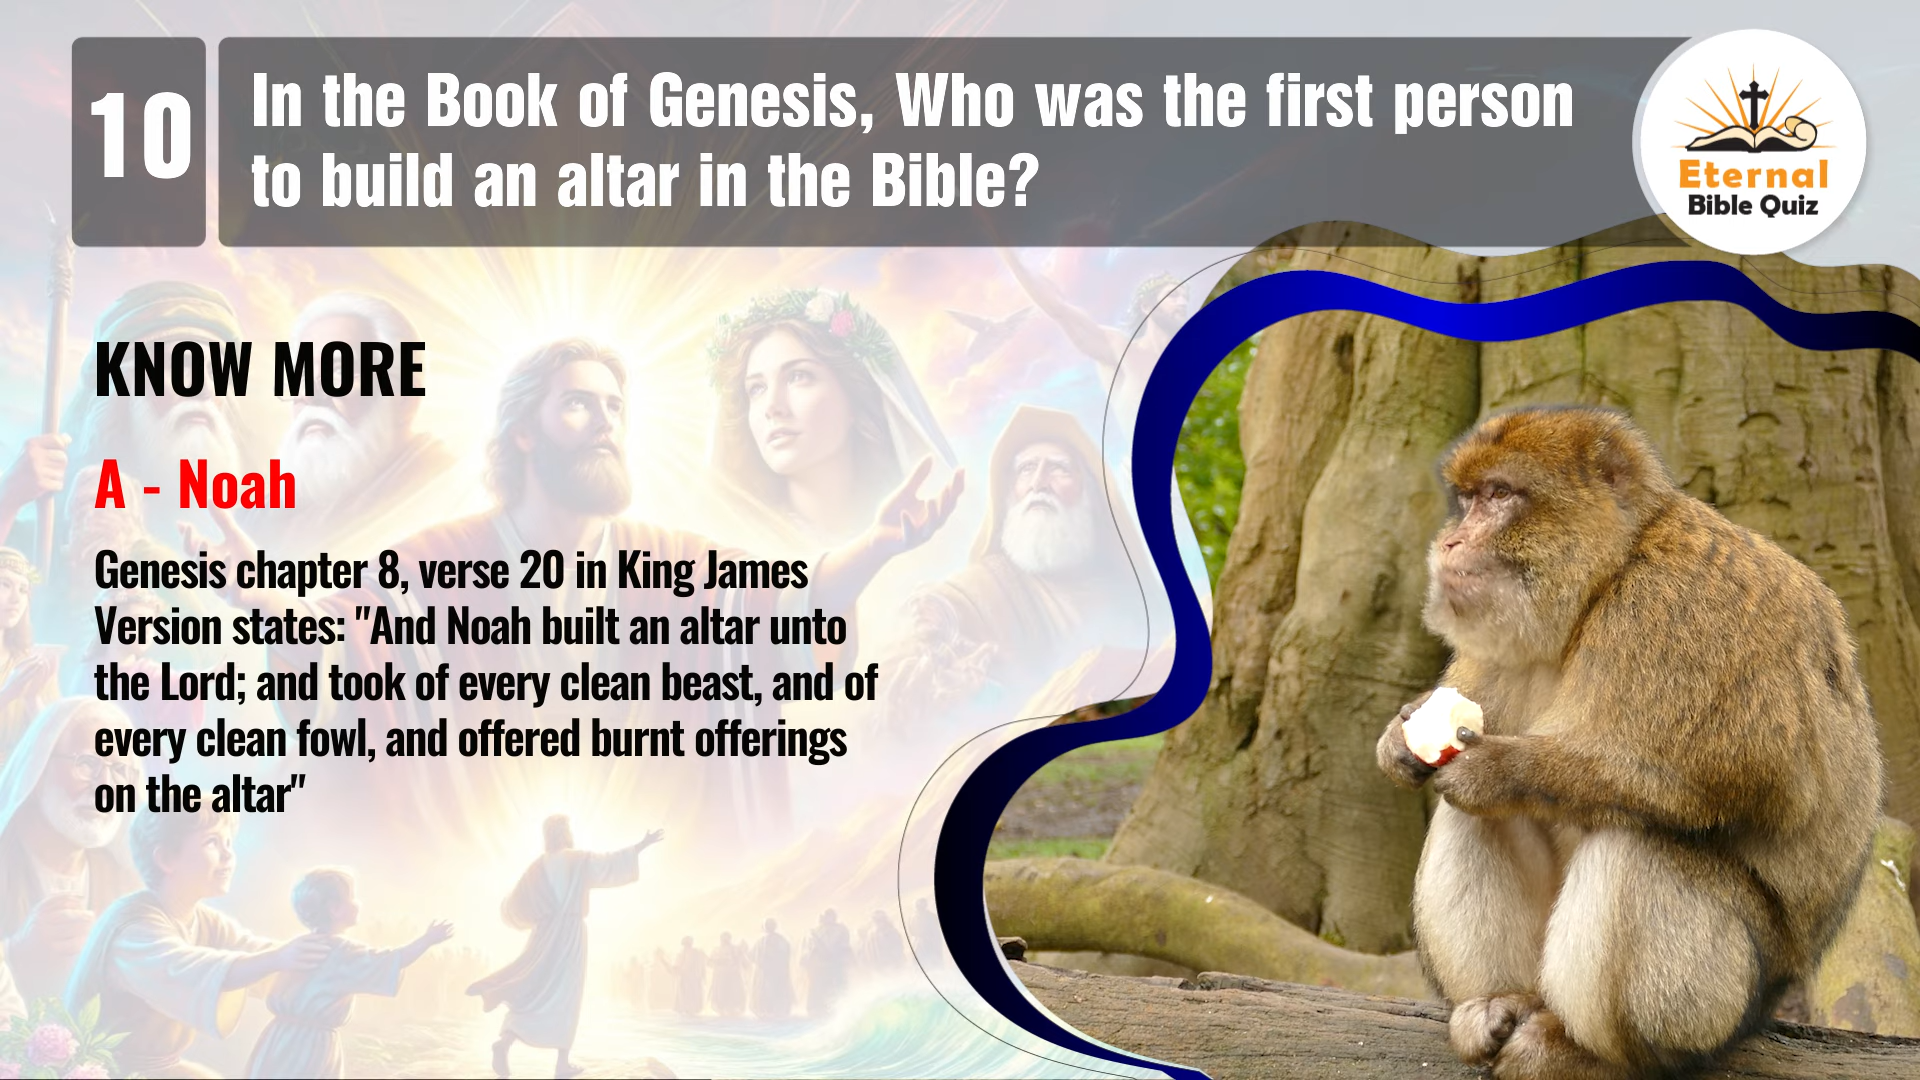 10
In the Book of Genesis, Who was the first person
to build an altar in the Bible?
Eternal
Bible Quiz
KNOW MORE
A - Noah
Genesis chapter 8, verse 20 in King James
Version states: "And Noah built an altar unto
the Lord; and took of every clean beast, and of
every clean fowl, and offered burnt offerings
on the altar"